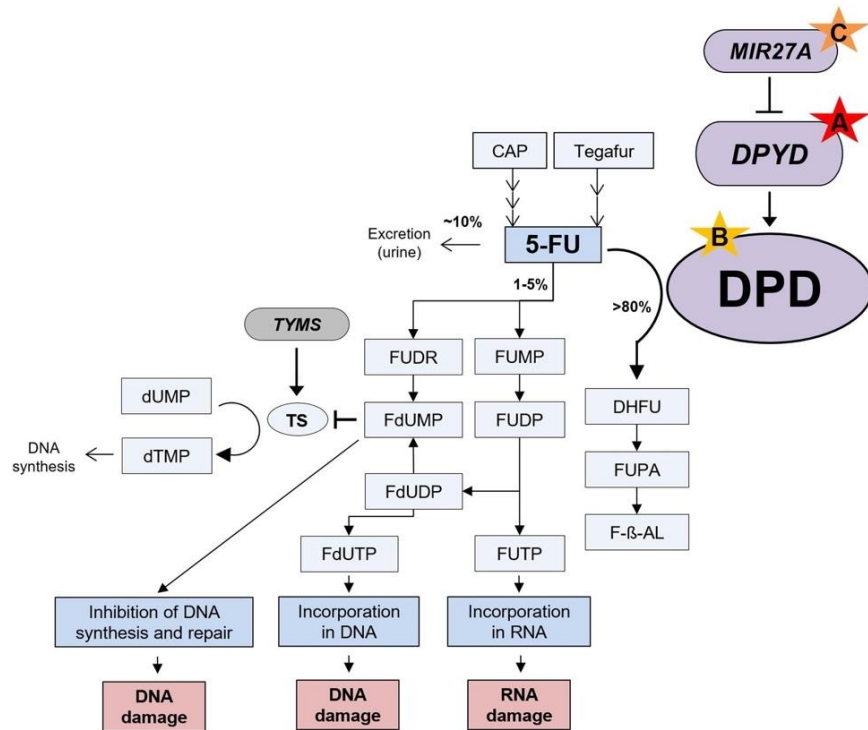 C
MIR27A
A
DPYD
CAP
Tegafur
B
DPD
~10%
Excretion
(urine)
5-FU
1-5%
>80%
TYMS
FUDR
FUMP
dUMP
TS
FdUMP
FUDP
DHFU
DNA
synthesis
dTMP
FUPA
FdUDP
F-ß-AL
FdUTP
FUTP
Inhibition of DNA
synthesis and repair
Incorporation
in DNA
Incorporation
in RNA
DNA
damage
DNA
damage
RNA
damage